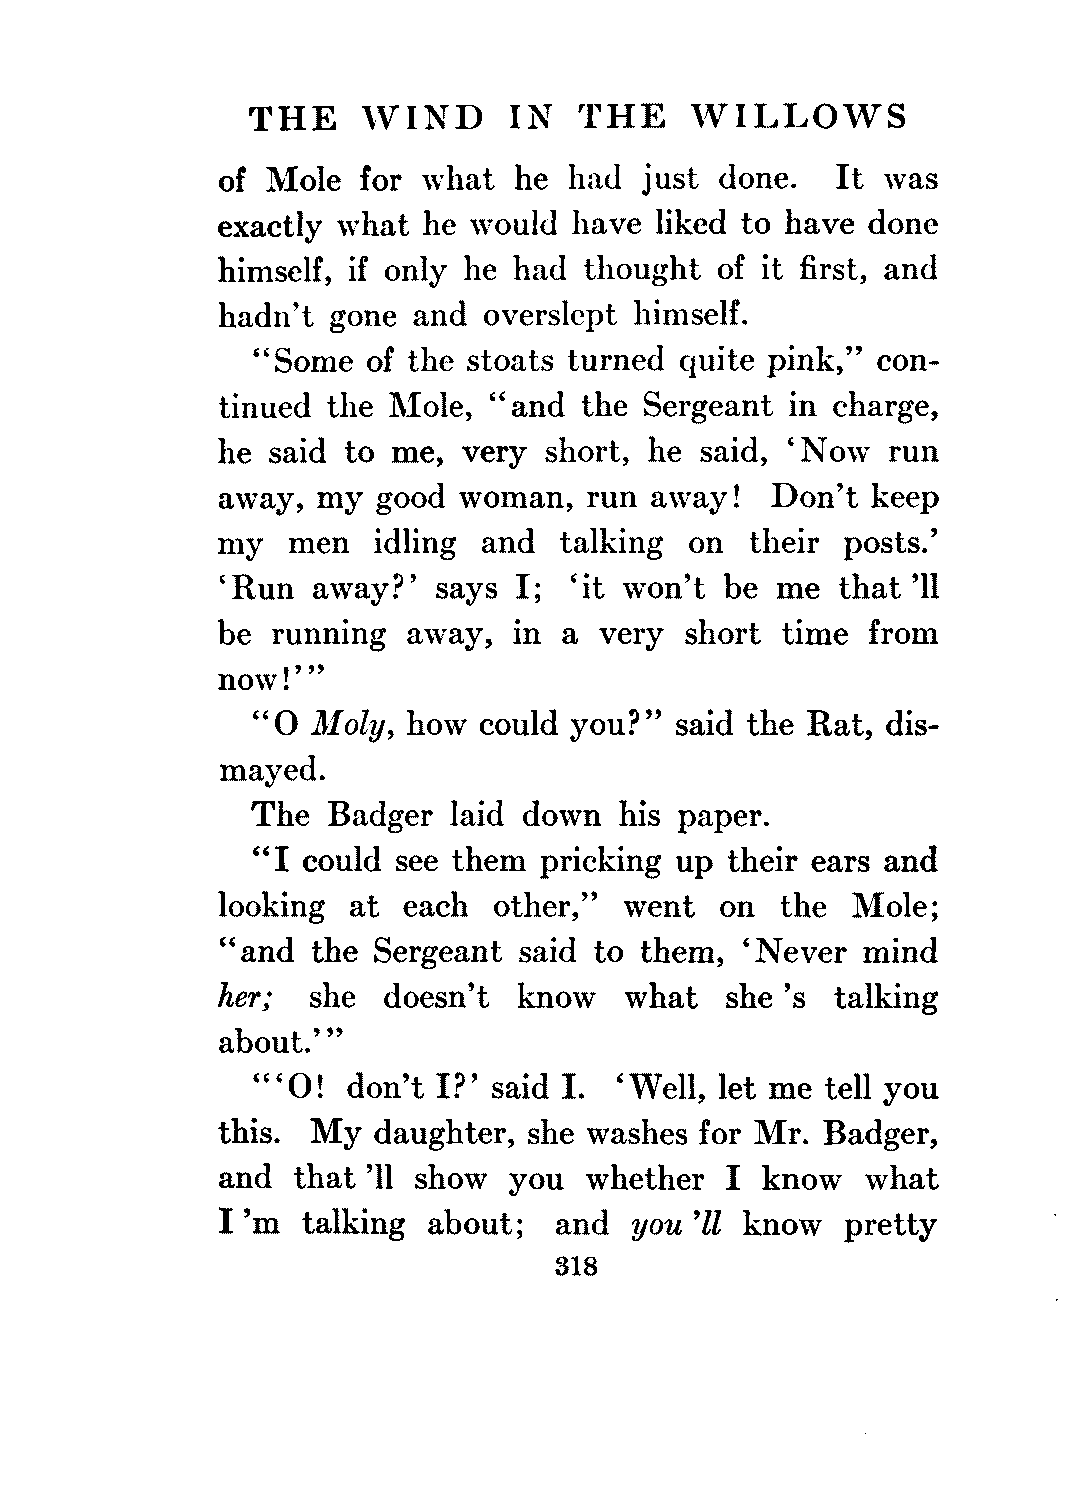 THE WIND IN THE WILLOWS
of Mole for what he had just done. It was
exactly what he would have liked to have done
himself, if only he had thought of it first, and
hadn't gone and overslept himself.
"Some of the stoats turned quite pink," con-
tinued the Mole, "and the Sergeant in charge,
he said to me, very short, he said, 'Now run
away, my good woman, run away! Don't keep
my men idling and talking on their posts.'
'Run away?' says I; 'it won't be me that 'll
be running away, in a very short time from
now!'"
"O Moly, how could you?" said the Rat, dis-
mayed.
The Badger laid down his paper.
"I could see them pricking up their ears and
looking at each other," went on the Mole;
"and the Sergeant said to them, 'Never mind
her; she doesn't know what she 's talking
about.'"
"'O! don't I?' said I. 'Well, let me tell you
this. My daughter, she washes for Mr. Badger,
and that 'll show you whether I know what
I 'm talking about; and you 'll know pretty
318